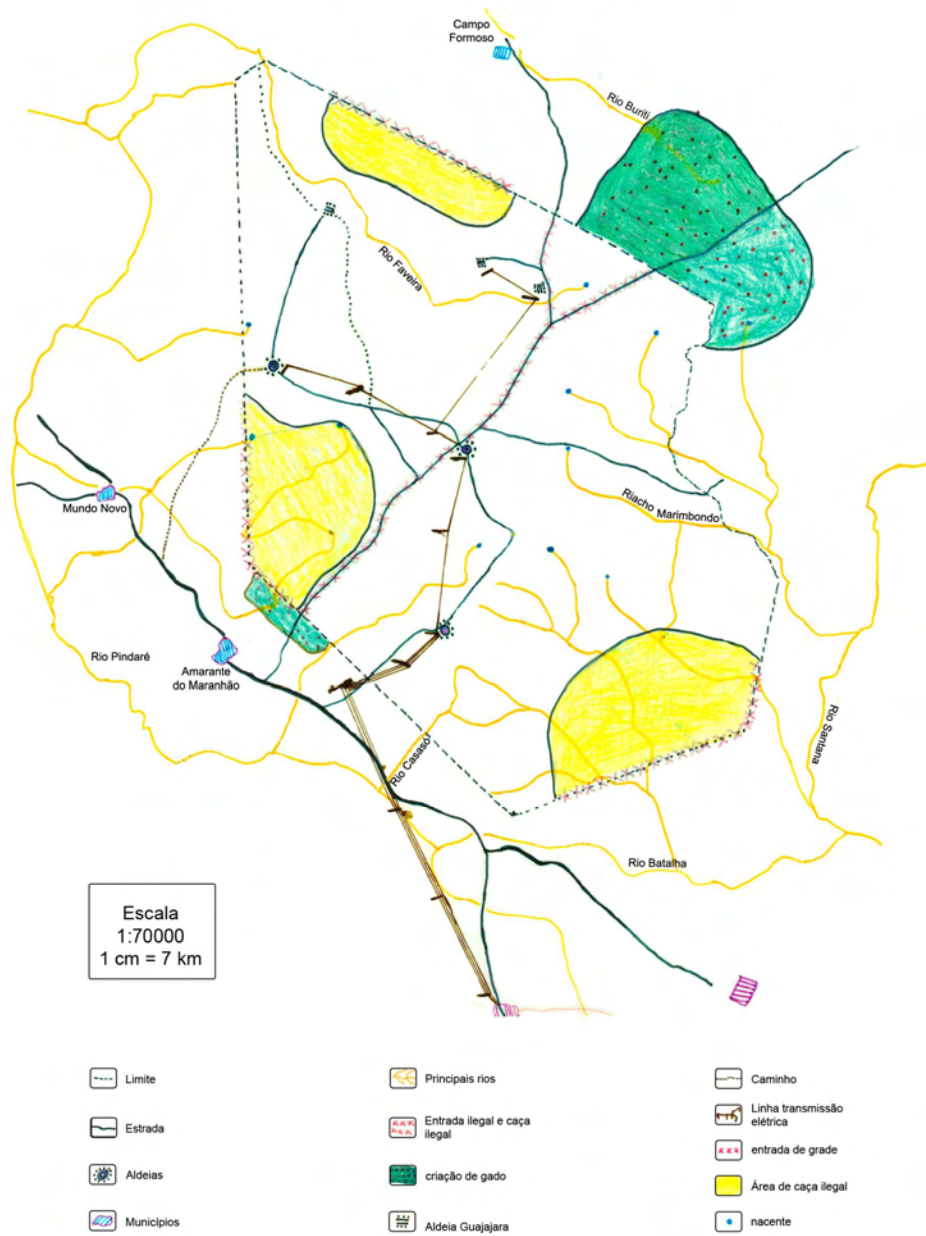 Campo
Formoso
Rio Buriti
Rio Faveira
Mundo Novo
Riacho Marimbondo
Rio Pindaré
Amarante
do Maranhão
Rio Santana
Rio Casasó
Rio Batalha
Escala
1:70000
1 cm = 7 km
Limite
Principais rios
Caminho
Estrada
Entrada ilegal e caça
ilegal
Linha transmissão
elétrica
entrada de grade
Aldeias
criação de gado
Área de caça ilegal
Municípios
Aldeia Guajajara
nacente